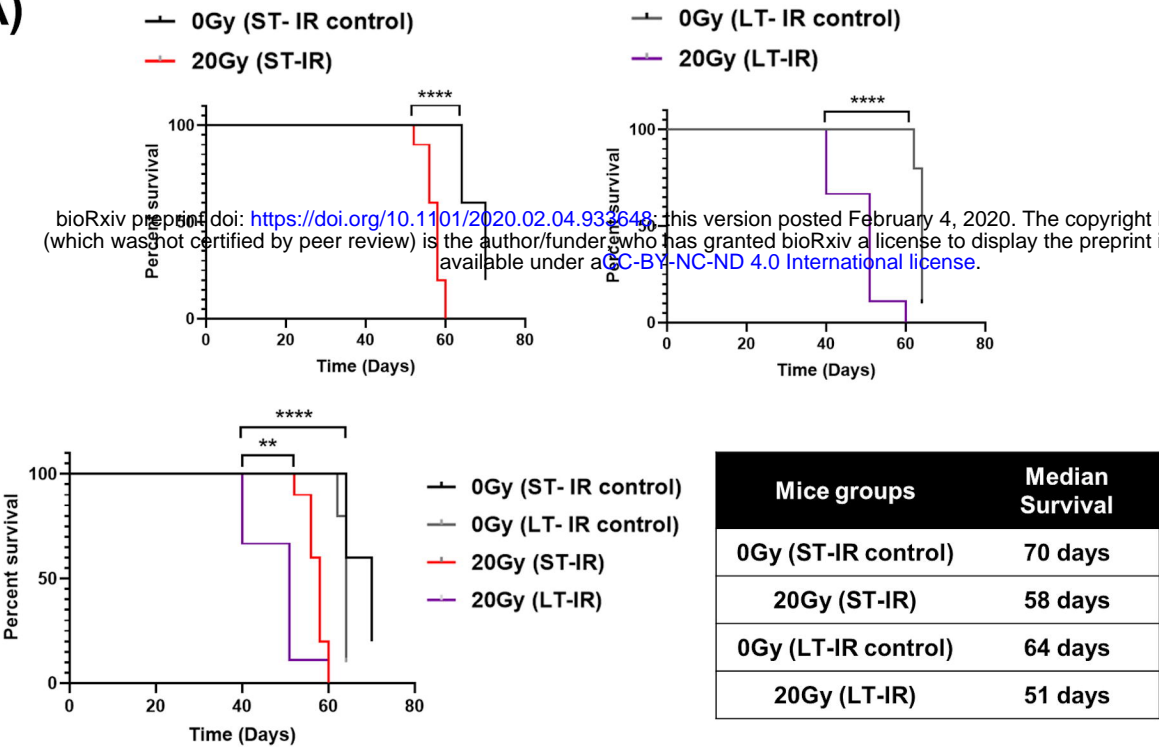 A)
0Gy (ST- IR control)
20Gy (ST-IR)
0Gy (LT- IR control)
20Gy (LT-IR)
****
100
50
0
Percent survival
0 20 40 60 80
Time (Days)
****
100
50
0
Percent survival
0 20 40 60 80
Time (Days)
bioRxiv preprint doi: https://doi.org/10.1101/2020.02.04.933648; this version posted February 4, 2020. The copyright
(which was not certified by peer review) is the author/funder, who has granted bioRxiv a license to display the preprint
available under aCC-BY-NC-ND 4.0 International license.
****
**
100
50
0
Percent survival
0 20 40 60 80
Time (Days)
0Gy (ST- IR control)
0Gy (LT- IR control)
20Gy (ST-IR)
20Gy (LT-IR)
Mice groups Median
Survival
0Gy (ST-IR control) 70 days
20Gy (ST-IR) 58 days
0Gy (LT-IR control) 64 days
20Gy (LT-IR) 51 days